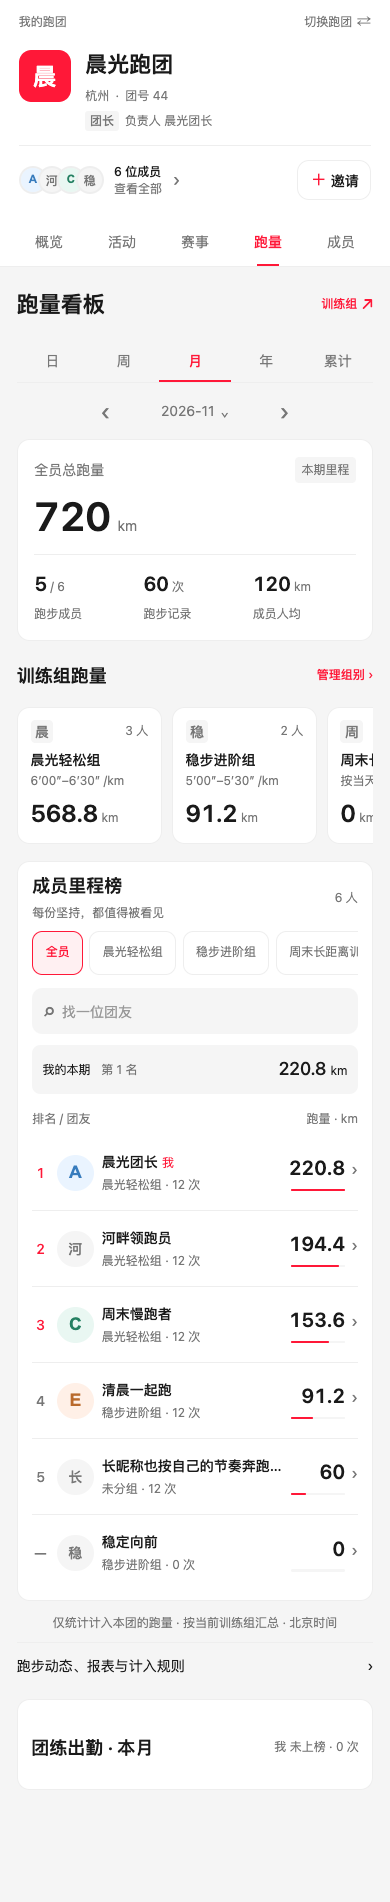 我的跑团
切换跑团 ⇄
晨
晨光跑团
杭州 · 团号 44
团长 负责人 晨光团长
A 河 C 稳
6 位成员
查看全部 ›
＋ 邀请
概览 活动 赛事 跑量 成员
跑量看板
训练组 ↗
日 周 月 年 累计
‹ 2026-11 ⌄ ›
全员总跑量
本期里程
720 km
5 / 6 60 次 120 km
跑步成员 跑步记录 成员人均
训练组跑量
管理组别 ›
晨 3 人
晨光轻松组
6′00″–6′30″ /km
568.8 km
稳 2 人
稳步进阶组
5′00″–5′30″ /km
91.2 km
周
周末
按当天
0 km
成员里程榜
每份坚持，都值得被看见
6 人
全员 晨光轻松组 稳步进阶组 周末长距离训
找一位团友
我的本期 第 1 名 220.8 km
排名 / 团友 跑量 · km
1 A 晨光团长 我 220.8 ›
晨光轻松组 · 12 次
2 河 河畔领跑员 194.4 ›
晨光轻松组 · 12 次
3 C 周末慢跑者 153.6 ›
晨光轻松组 · 12 次
4 E 清晨一起跑 91.2 ›
稳步进阶组 · 12 次
5 长 长昵称也按自己的节奏奔跑... 60 ›
未分组 · 12 次
— 稳 稳定向前 0 ›
稳步进阶组 · 0 次
仅统计计入本团的跑量 · 按当前训练组汇总 · 北京时间
跑步动态、报表与计入规则 ›
团练出勤 · 本月
我 未上榜 · 0 次